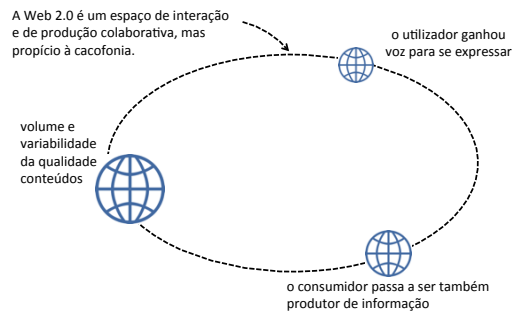 A Web 2.0 é um espaço de interação
e de produção colaborativa, mas
propício à cacofonia.
o utilizador ganhou
voz para se expressar
volume e
variabilidade
da qualidade
conteúdos
o consumidor passa a ser também
produtor de informação